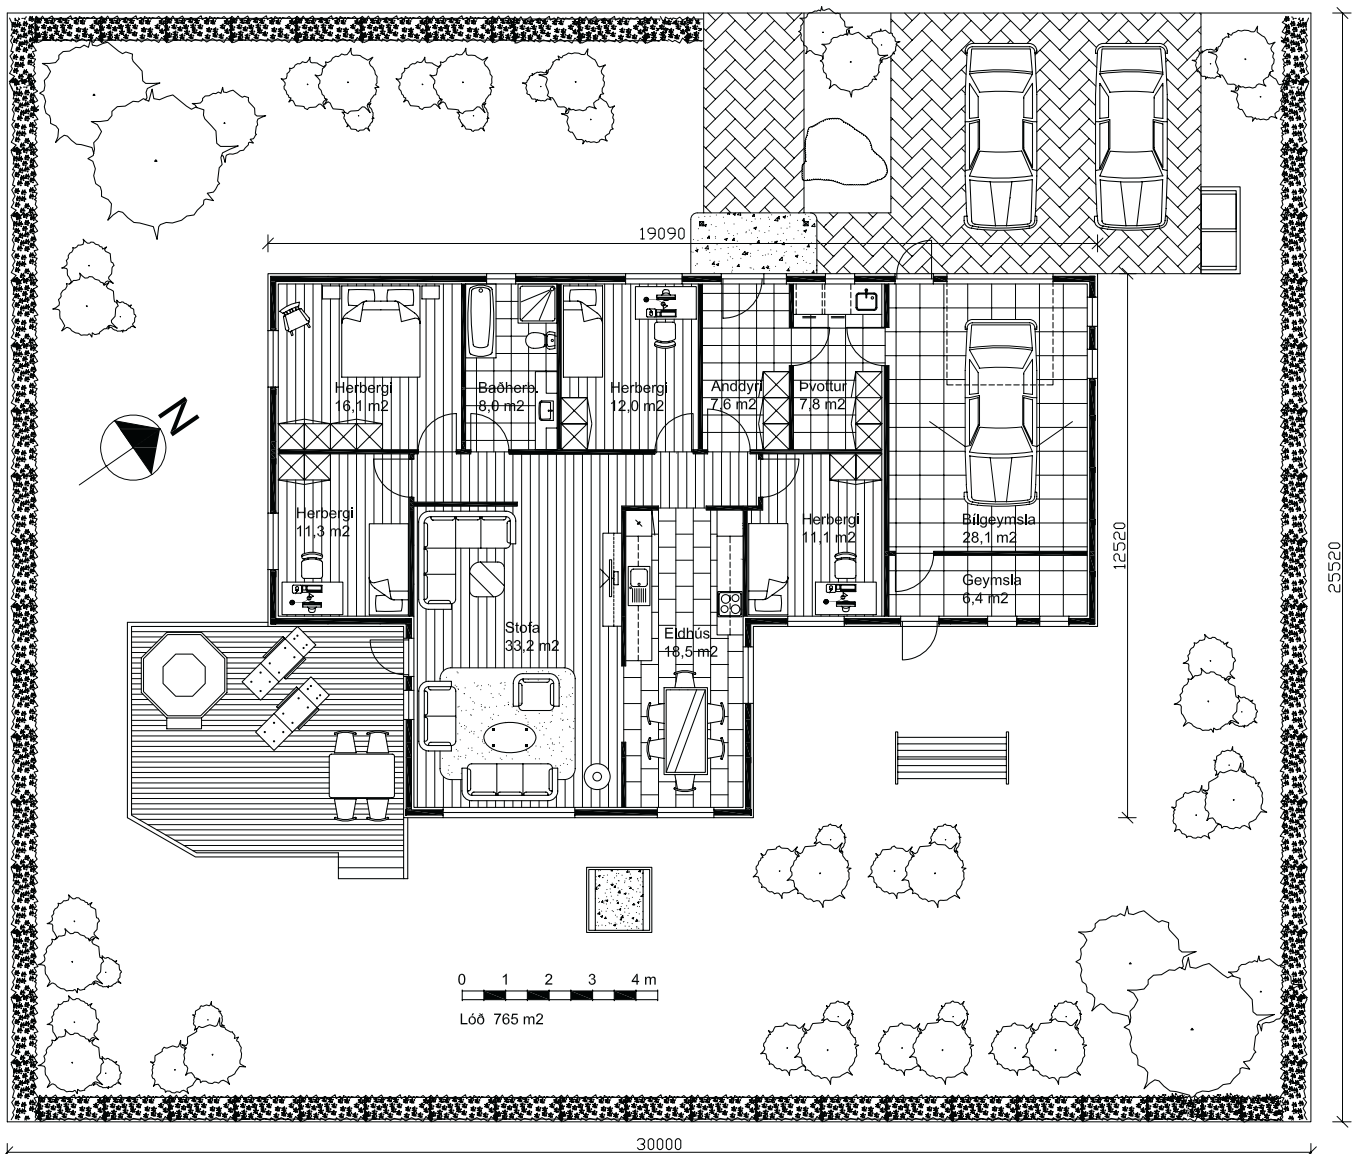 19090
Herbergi
16,1 m2
Baðherb.
8,0 m2
Herbergi
12,0 m2
Anddyri
7,6 m2
Þvottur
7,8 m2
N
Herbergi
11,3 m2
Herbergi
11,1 m2
Bílgeymsla
28,1 m2
12520
25520
Geymsla
6,4 m2
Stofa
33,2 m2
Eldhús
18,5 m2
0 1 2 3 4 m
Lóð 765 m2
30000